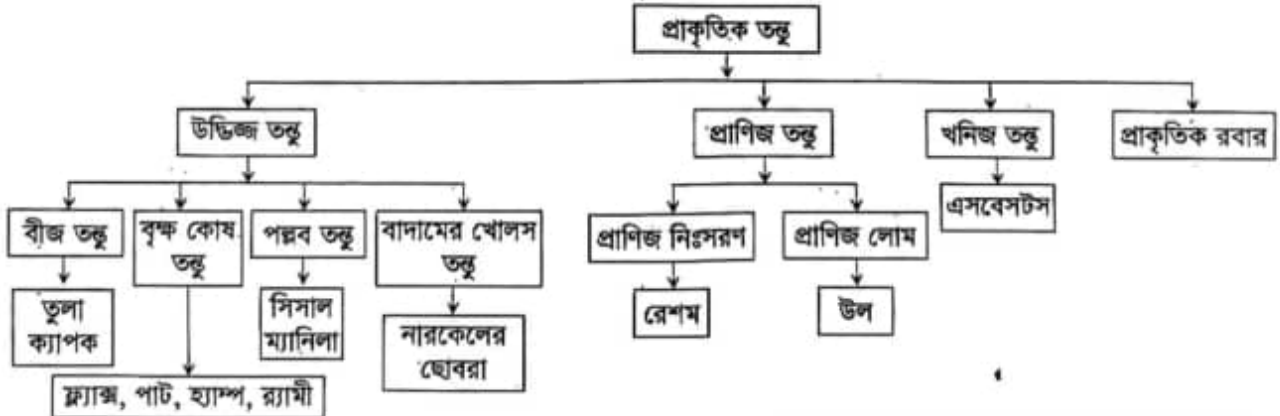 প্রাকৃতিক তন্তু
উদ্ভিজ্জ তন্তু
প্রাণিজ তন্তু
খনিজ তন্তু
প্রাকৃতিক রবার
বীজ তন্তু
বৃক্ষ কোষ
তন্তু
পল্লব তন্তু
বাদামের খোলস
তন্তু
প্রাণিজ নিঃসরণ
প্রাণিজ লোম
এসবেসটস
তুলা
ক্যাপক
সিসাল
ম্যানিলা
নারকেলের
ছোবরা
রেশম
উল
ফ্ল্যাক্স, পাট, হ্যাম্প, র‍্যামী